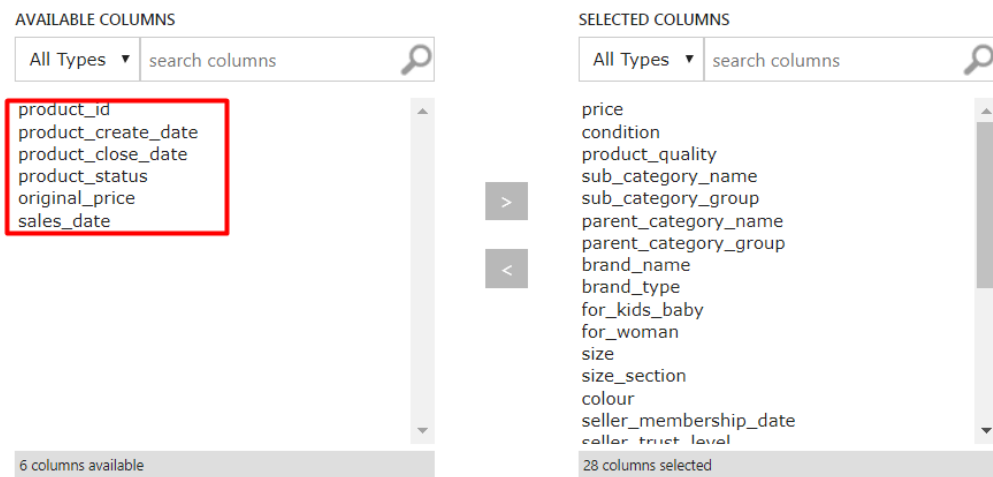 AVAILABLE COLUMNS
All Types ▼ search columns
product_id
product_create_date
product_close_date
product_status
original_price
sales_date
6 columns available
>
<
SELECTED COLUMNS
All Types ▼ search columns
price
condition
product_quality
sub_category_name
sub_category_group
parent_category_name
parent_category_group
brand_name
brand_type
for_kids_baby
for_woman
size
size_section
colour
seller_membership_date
seller_trust_level
28 columns selected